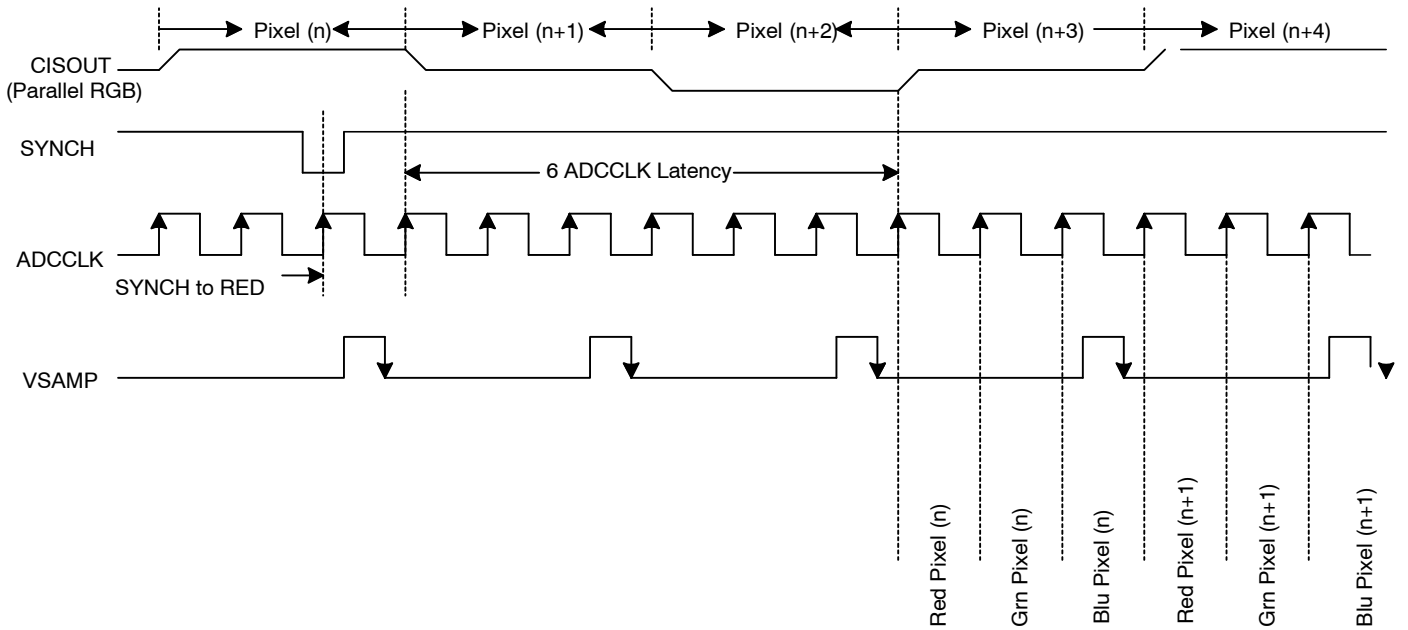 Pixel (n)
Pixel (n+1)
Pixel (n+2)
Pixel (n+3)
Pixel (n+4)
CISOUT
(Parallel RGB)
SYNCH
6 ADCCLK Latency
ADCCLK
SYNCH to RED
VSAMP
Red Pixel (n)
Grn Pixel (n)
Blu Pixel (n)
Red Pixel (n+1)
Grn Pixel (n+1)
Blu Pixel (n+1)